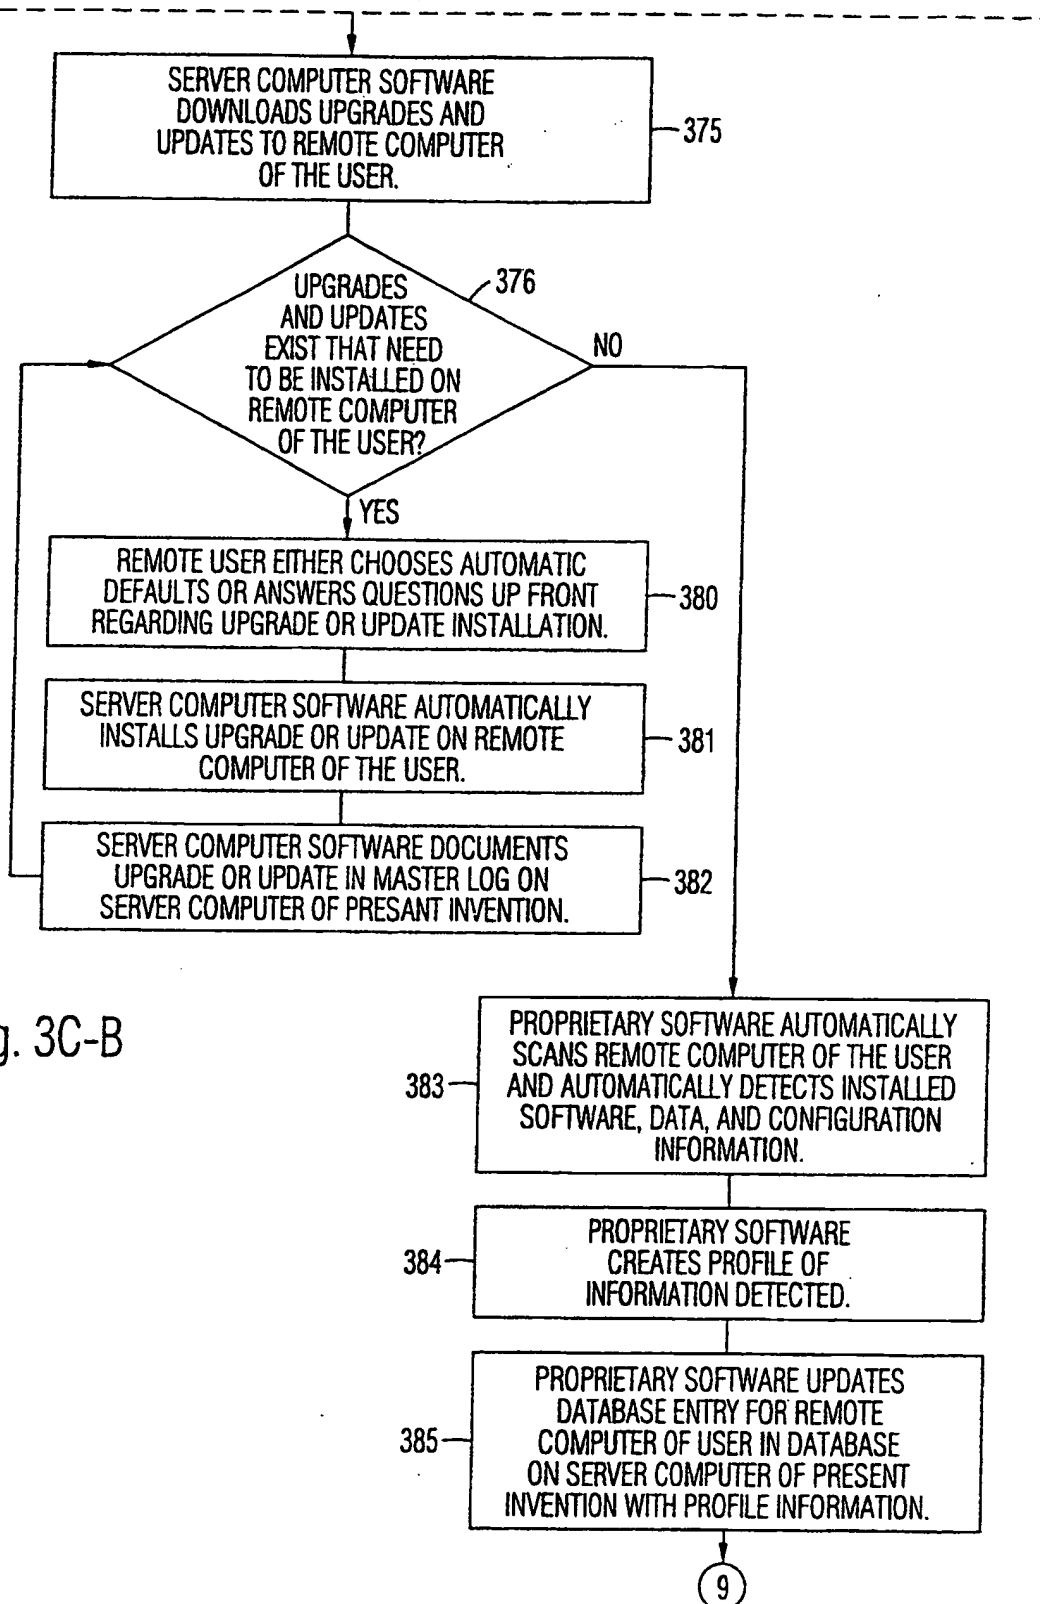 SERVER COMPUTER SOFTWARE
DOWNLOADS UPGRADES AND
UPDATES TO REMOTE COMPUTER
OF THE USER.
375
UPGRADES
AND UPDATES
EXIST THAT NEED
TO BE INSTALLED ON
REMOTE COMPUTER
OF THE USER?
376
NO
YES
REMOTE USER EITHER CHOOSES AUTOMATIC
DEFAULTS OR ANSWERS QUESTIONS UP FRONT
REGARDING UPGRADE OR UPDATE INSTALLATION.
380
SERVER COMPUTER SOFTWARE AUTOMATICALLY
INSTALLS UPGRADE OR UPDATE ON REMOTE
COMPUTER OF THE USER.
381
SERVER COMPUTER SOFTWARE DOCUMENTS
UPGRADE OR UPDATE IN MASTER LOG ON
SERVER COMPUTER OF PRESANT INVENTION.
382
g. 3C-B
PROPRIETARY SOFTWARE AUTOMATICALLY
SCANS REMOTE COMPUTER OF THE USER
AND AUTOMATICALLY DETECTS INSTALLED
SOFTWARE, DATA, AND CONFIGURATION
INFORMATION.
383
PROPRIETARY SOFTWARE
CREATES PROFILE OF
INFORMATION DETECTED.
384
PROPRIETARY SOFTWARE UPDATES
DATABASE ENTRY FOR REMOTE
COMPUTER OF USER IN DATABASE
ON SERVER COMPUTER OF PRESENT
INVENTION WITH PROFILE INFORMATION.
385
9